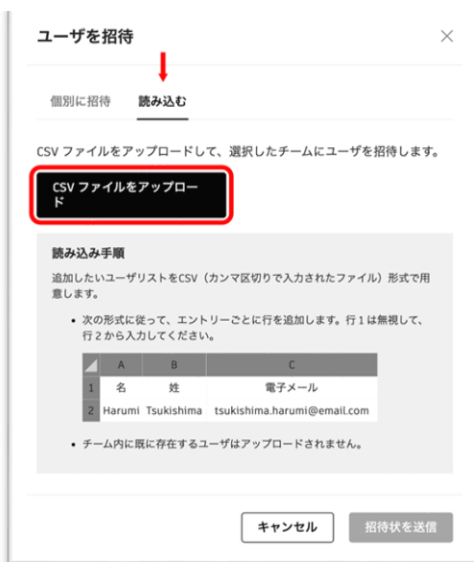 ユーザを招待
個別に招待 読み込む
CSV ファイルをアップロードして、選択したチームにユーザを招待します。
CSV ファイルをアップロー
ド
読み込み手順
追加したいユーザリストをCSV（カンマ区切りで入力されたファイル）形式で用
意します。
• 次の形式に従って、エントリーごとに行を追加します。行 1 は無視して、
行 2 から入力してください。
A B C
1 名 姓 電子メール
2 Harumi Tsukishima tsukishima.harumi@email.com
• チーム内に既に存在するユーザはアップロードされません。
キャンセル 招待状を送信